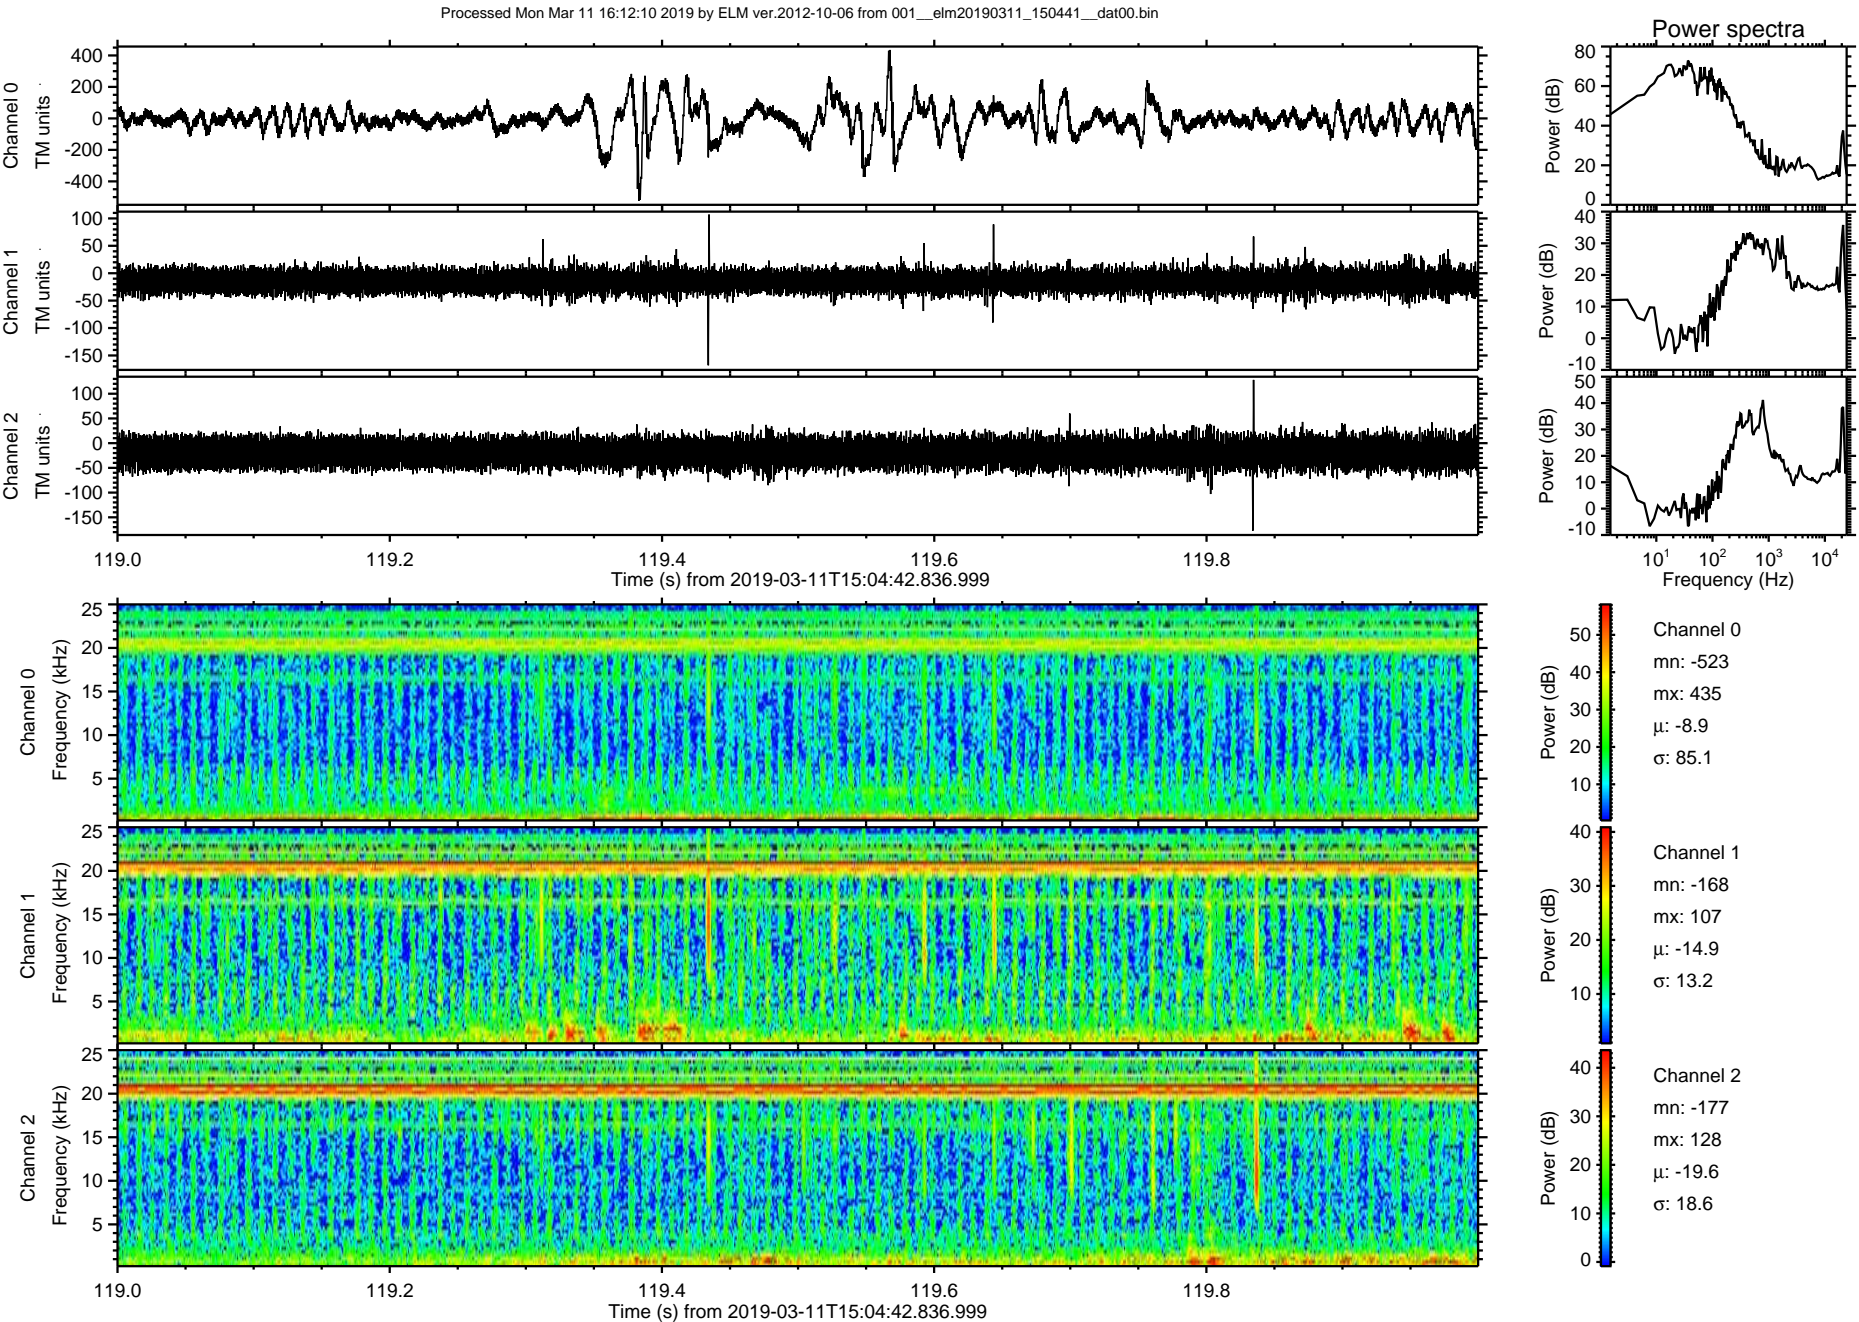 Processed Mon Mar 11 16:12:10 2019 by ELM ver.2012-10-06 from 001__elm20190311_150441__dat00.bin
Power spectra
Channel 0
TM units
400
200
0
-200
-400
Power (dB)
80
60
40
20
0
Channel 1
TM units
100
50
0
-50
-100
-150
Power (dB)
40
30
20
10
0
-10
Channel 2
TM units
100
50
0
-50
-100
-150
Power (dB)
50
40
30
20
10
0
-10
119.0 119.2 119.4 119.6 119.8
Time (s) from 2019-03-11T15:04:42.836.999
10¹ 10² 10³ 10⁴
Frequency (Hz)
Channel 0
Frequency (kHz)
25
20
15
10
5
Power (dB)
50
40
30
20
10
Channel 0
mn: -523
mx: 435
μ: -8.9
σ: 85.1
Channel 1
Frequency (kHz)
25
20
15
10
5
Power (dB)
40
30
20
10
Channel 1
mn: -168
mx: 107
μ: -14.9
σ: 13.2
Channel 2
Frequency (kHz)
25
20
15
10
5
Power (dB)
40
30
20
10
0
Channel 2
mn: -177
mx: 128
μ: -19.6
σ: 18.6
119.0 119.2 119.4 119.6 119.8
Time (s) from 2019-03-11T15:04:42.836.999